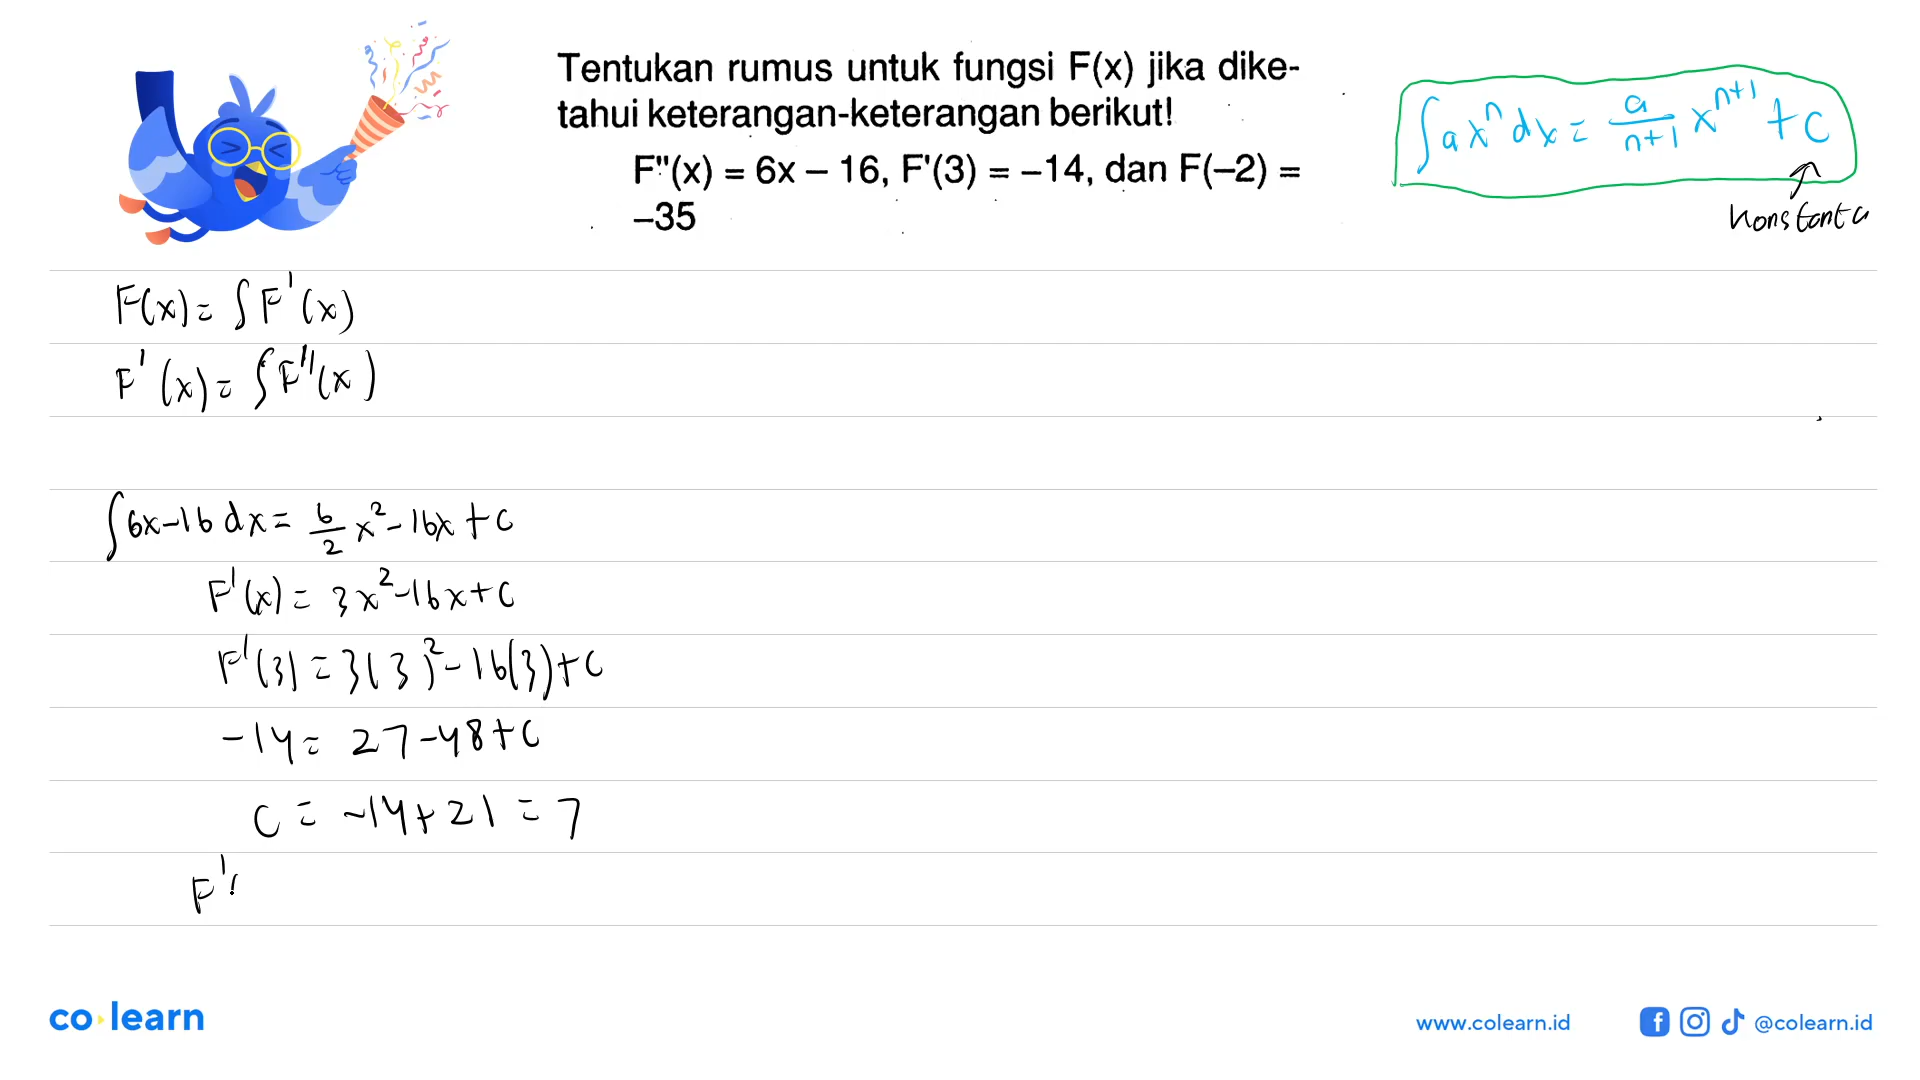 Tentukan rumus untuk fungsi F(x) jika dike-
tahui keterangan-keterangan berikut!
F"(x) = 6x – 16, F'(3) = –14, dan F(–2) =
–35
∫ax^n dx = a/(n+1) x^(n+1) + c
konstanta
F(x) = ∫F'(x)
F'(x) = ∫F''(x)
∫6x-16 dx = 6/2 x² - 16x + c
F'(x) = 3x² - 16x + c
F'(3) = 3(3)² - 16(3) + c
-14 = 27 - 48 + c
c = -14 + 21 = 7
F'(
co learn
www.colearn.id
@colearn.id